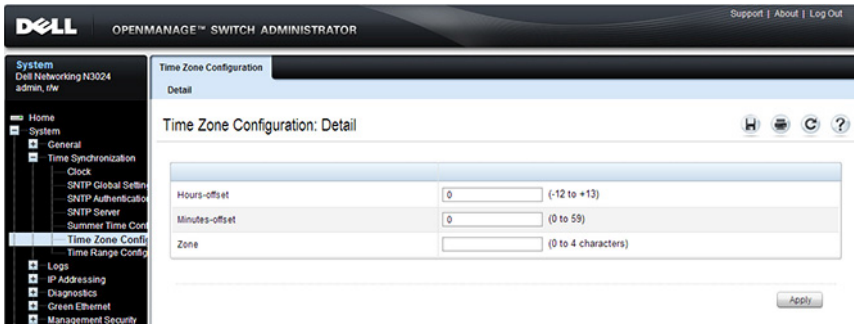 DELL
OPENMANAGE™ SWITCH ADMINISTRATOR
Support | About | Log Out
System
Dell Networking N3024
admin, r/w
Home
System
General
Time Synchronization
Clock
SNTP Global Settin
SNTP Authenticatio
SNTP Server
Summer Time Cont
Time Zone Confi
Time Range Config
Logs
IP Addressing
Diagnostics
Green Ethernet
Management Security
Time Zone Configuration
Detail
Time Zone Configuration: Detail
H
C
?
Hours-offset 0 (-12 to +13)
Minutes-offset 0 (0 to 59)
Zone (0 to 4 characters)
Apply